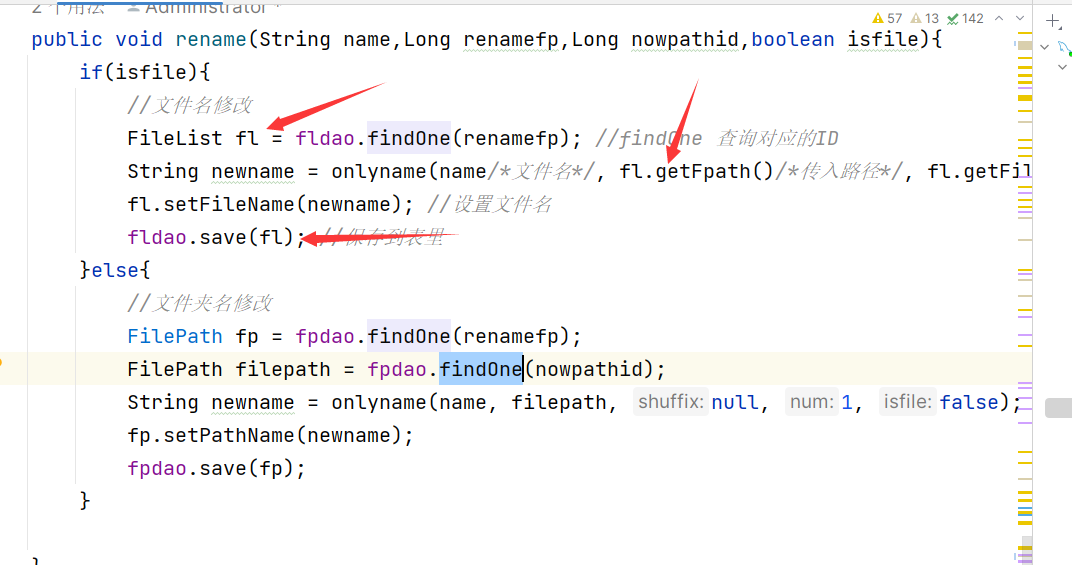 2 个用法 Administrator
57 13 142
public void rename(String name,Long renamefp,Long nowpathid,boolean isfile){
if(isfile){
//文件名修改
FileList fl = fldao.findOne(renamefp); //findOne 查询对应的ID
String newname = onlyname(name/*文件名*/, fl.getFpath()/*传入路径*/, fl.getFil
fl.setFileName(newname); //设置文件名
fldao.save(fl); //保存到表里
}else{
//文件夹名修改
FilePath fp = fpdao.findOne(renamefp);
FilePath filepath = fpdao.findOne(nowpathid);
String newname = onlyname(name, filepath, shuffix: null, num: 1, isfile: false);
fp.setPathName(newname);
fpdao.save(fp);
}
}